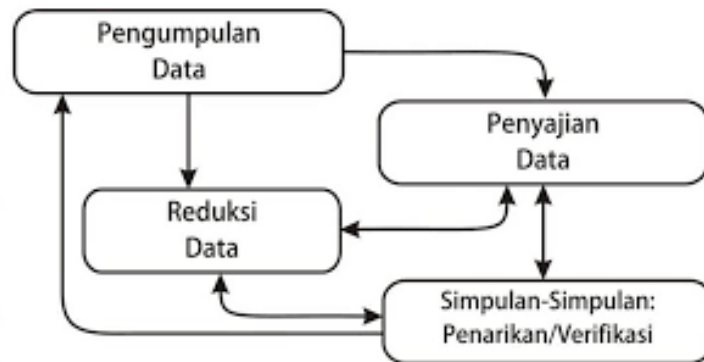 Pengumpulan
Data
Penyajian
Data
Reduksi
Data
Simpulan-Simpulan:
Penarikan/Verifikasi